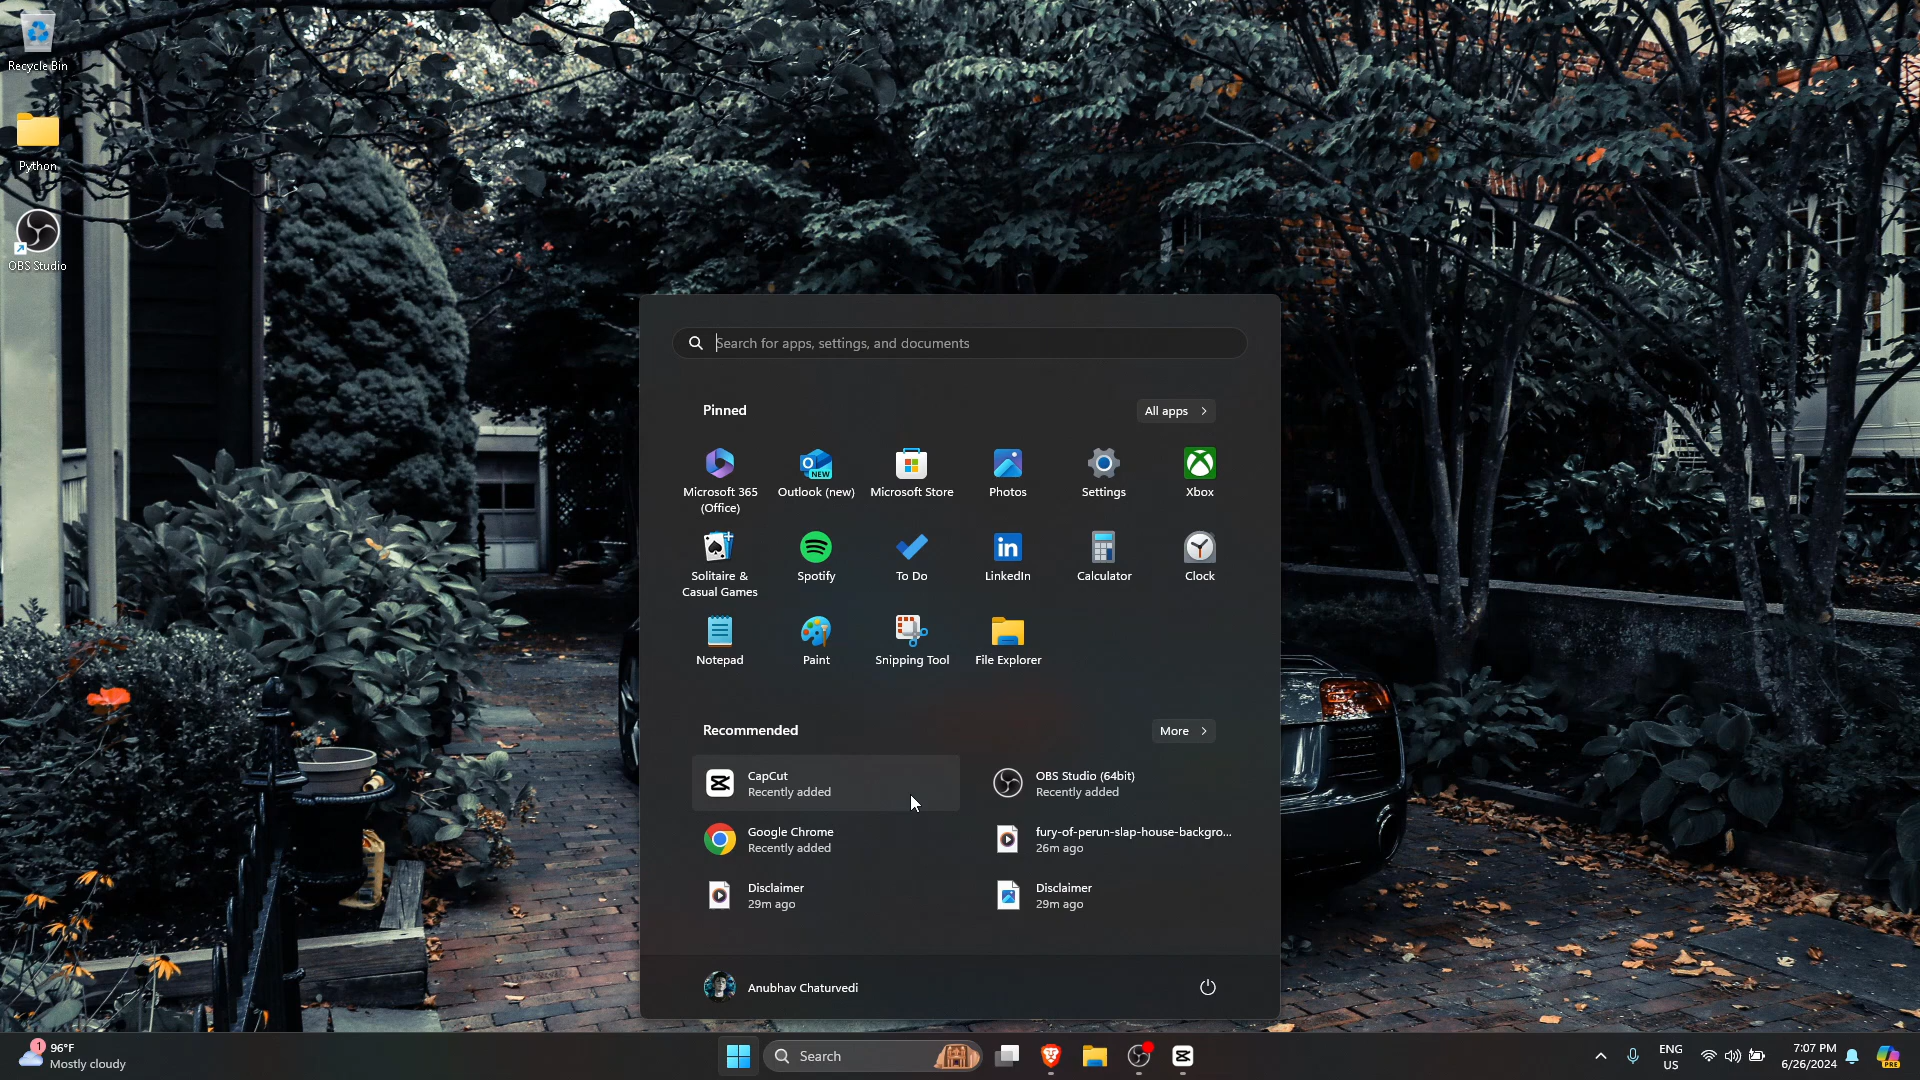 Recycle Bin
Python
OBS Studio
Search for apps, settings, and documents
Pinned
All apps
Microsoft 365
(Office)
Outlook (new)
NEW
Microsoft Store
Photos
Settings
Xbox
Solitaire &
Casual Games
Spotify
To Do
in
LinkedIn
Calculator
Clock
Notepad
Paint
Snipping Tool
File Explorer
Recommended
More
CapCut
Recently added
OBS Studio (64bit)
Recently added
Google Chrome
Recently added
fury-of-perun-slap-house-backgro...
26m ago
Disclaimer
29m ago
Disclaimer
29m ago
Anubhav Chaturvedi
1
96°F
Mostly cloudy
Search
ENG
US
7:07 PM
6/26/2024
PRE